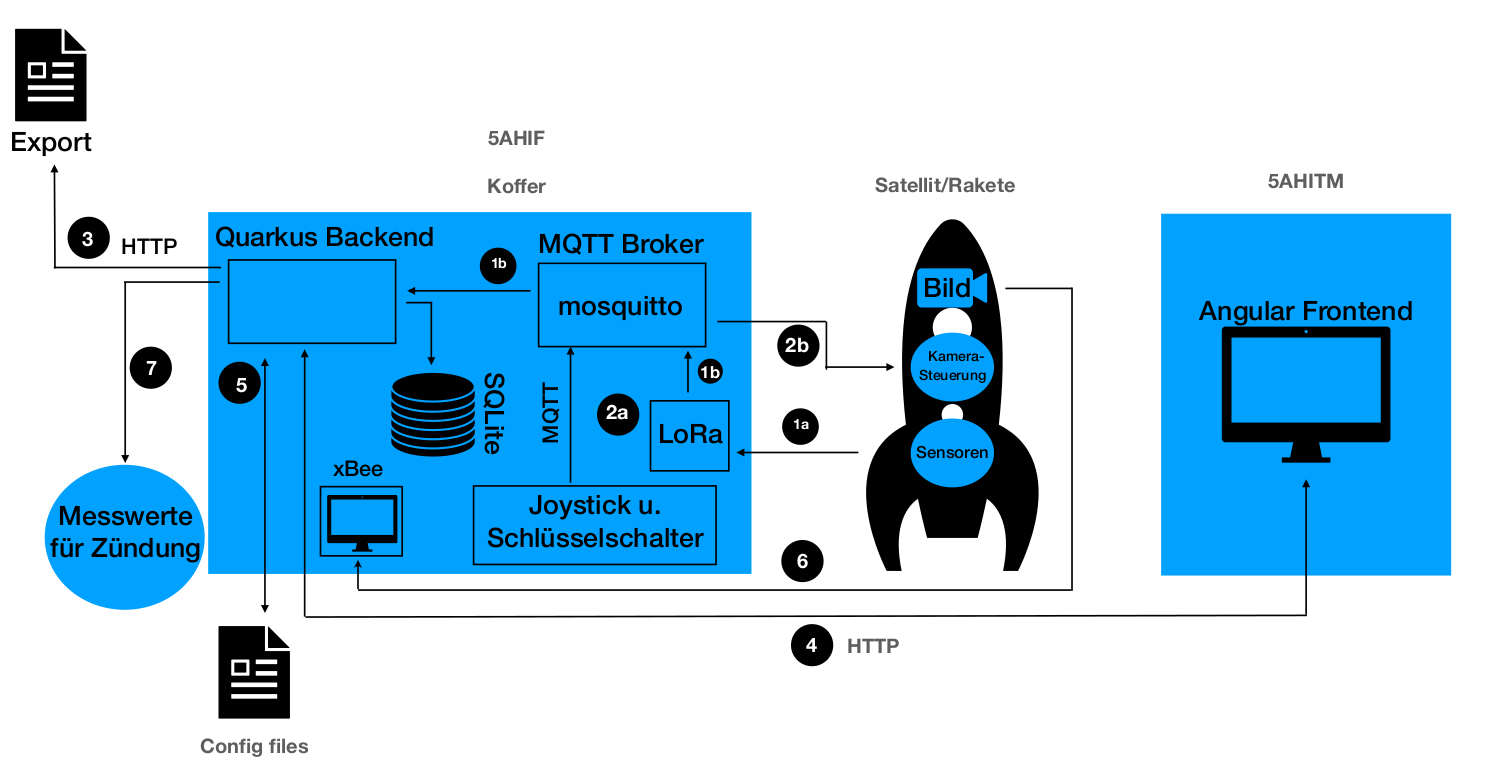 Export
5AHIF
Koffer
Satellit/Rakete
5AHITM
3
HTTP
Quarkus Backend
1b
MQTT Broker
mosquitto
Bild
Angular Frontend
2b
Kamera-
Steuerung
7
5
SQLite
MQTT
2a
1b
LoRa
1a
Sensoren
xBee
Joystick u.
Schlüsselschalter
Messwerte
für Zündung
6
4
HTTP
Config files